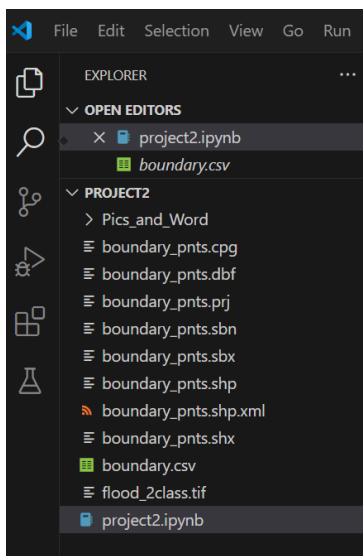 File Edit Selection View Go Run
EXPLORER
OPEN EDITORS
project2.ipynb
boundary.csv
PROJECT2
Pics_and_Word
boundary_pnts.cpg
boundary_pnts.dbf
boundary_pnts.prj
boundary_pnts.sbn
boundary_pnts.sbx
boundary_pnts.shp
boundary_pnts.shp.xml
boundary_pnts.shx
boundary.csv
flood_2class.tif
project2.ipynb